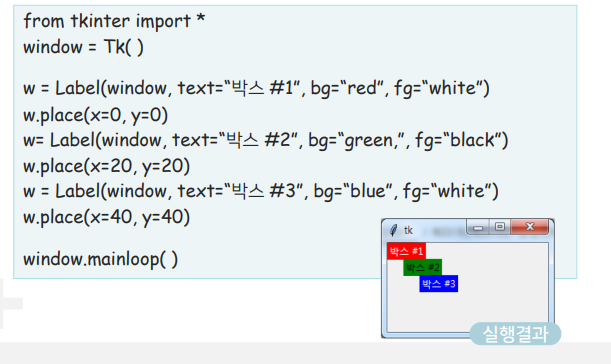 from tkinter import *
window = Tk( )
w = Label(window, text=“박스 #1”, bg=“red”, fg=“white”)
w.place(x=0, y=0)
w= Label(window, text=“박스 #2”, bg=“green,”, fg=“black”)
w.place(x=20, y=20)
w = Label(window, text=“박스 #3”, bg=“blue”, fg=“white”)
w.place(x=40, y=40)
window.mainloop( )
tk
박스 #1
박스 #2
박스 #3
실행결과